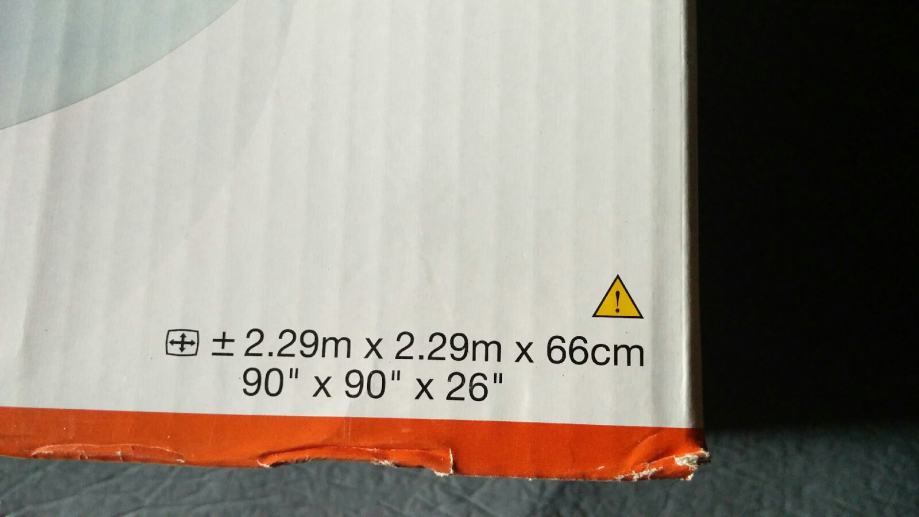 ± 2.29m x 2.29m x 66cm
90" x 90" x 26"